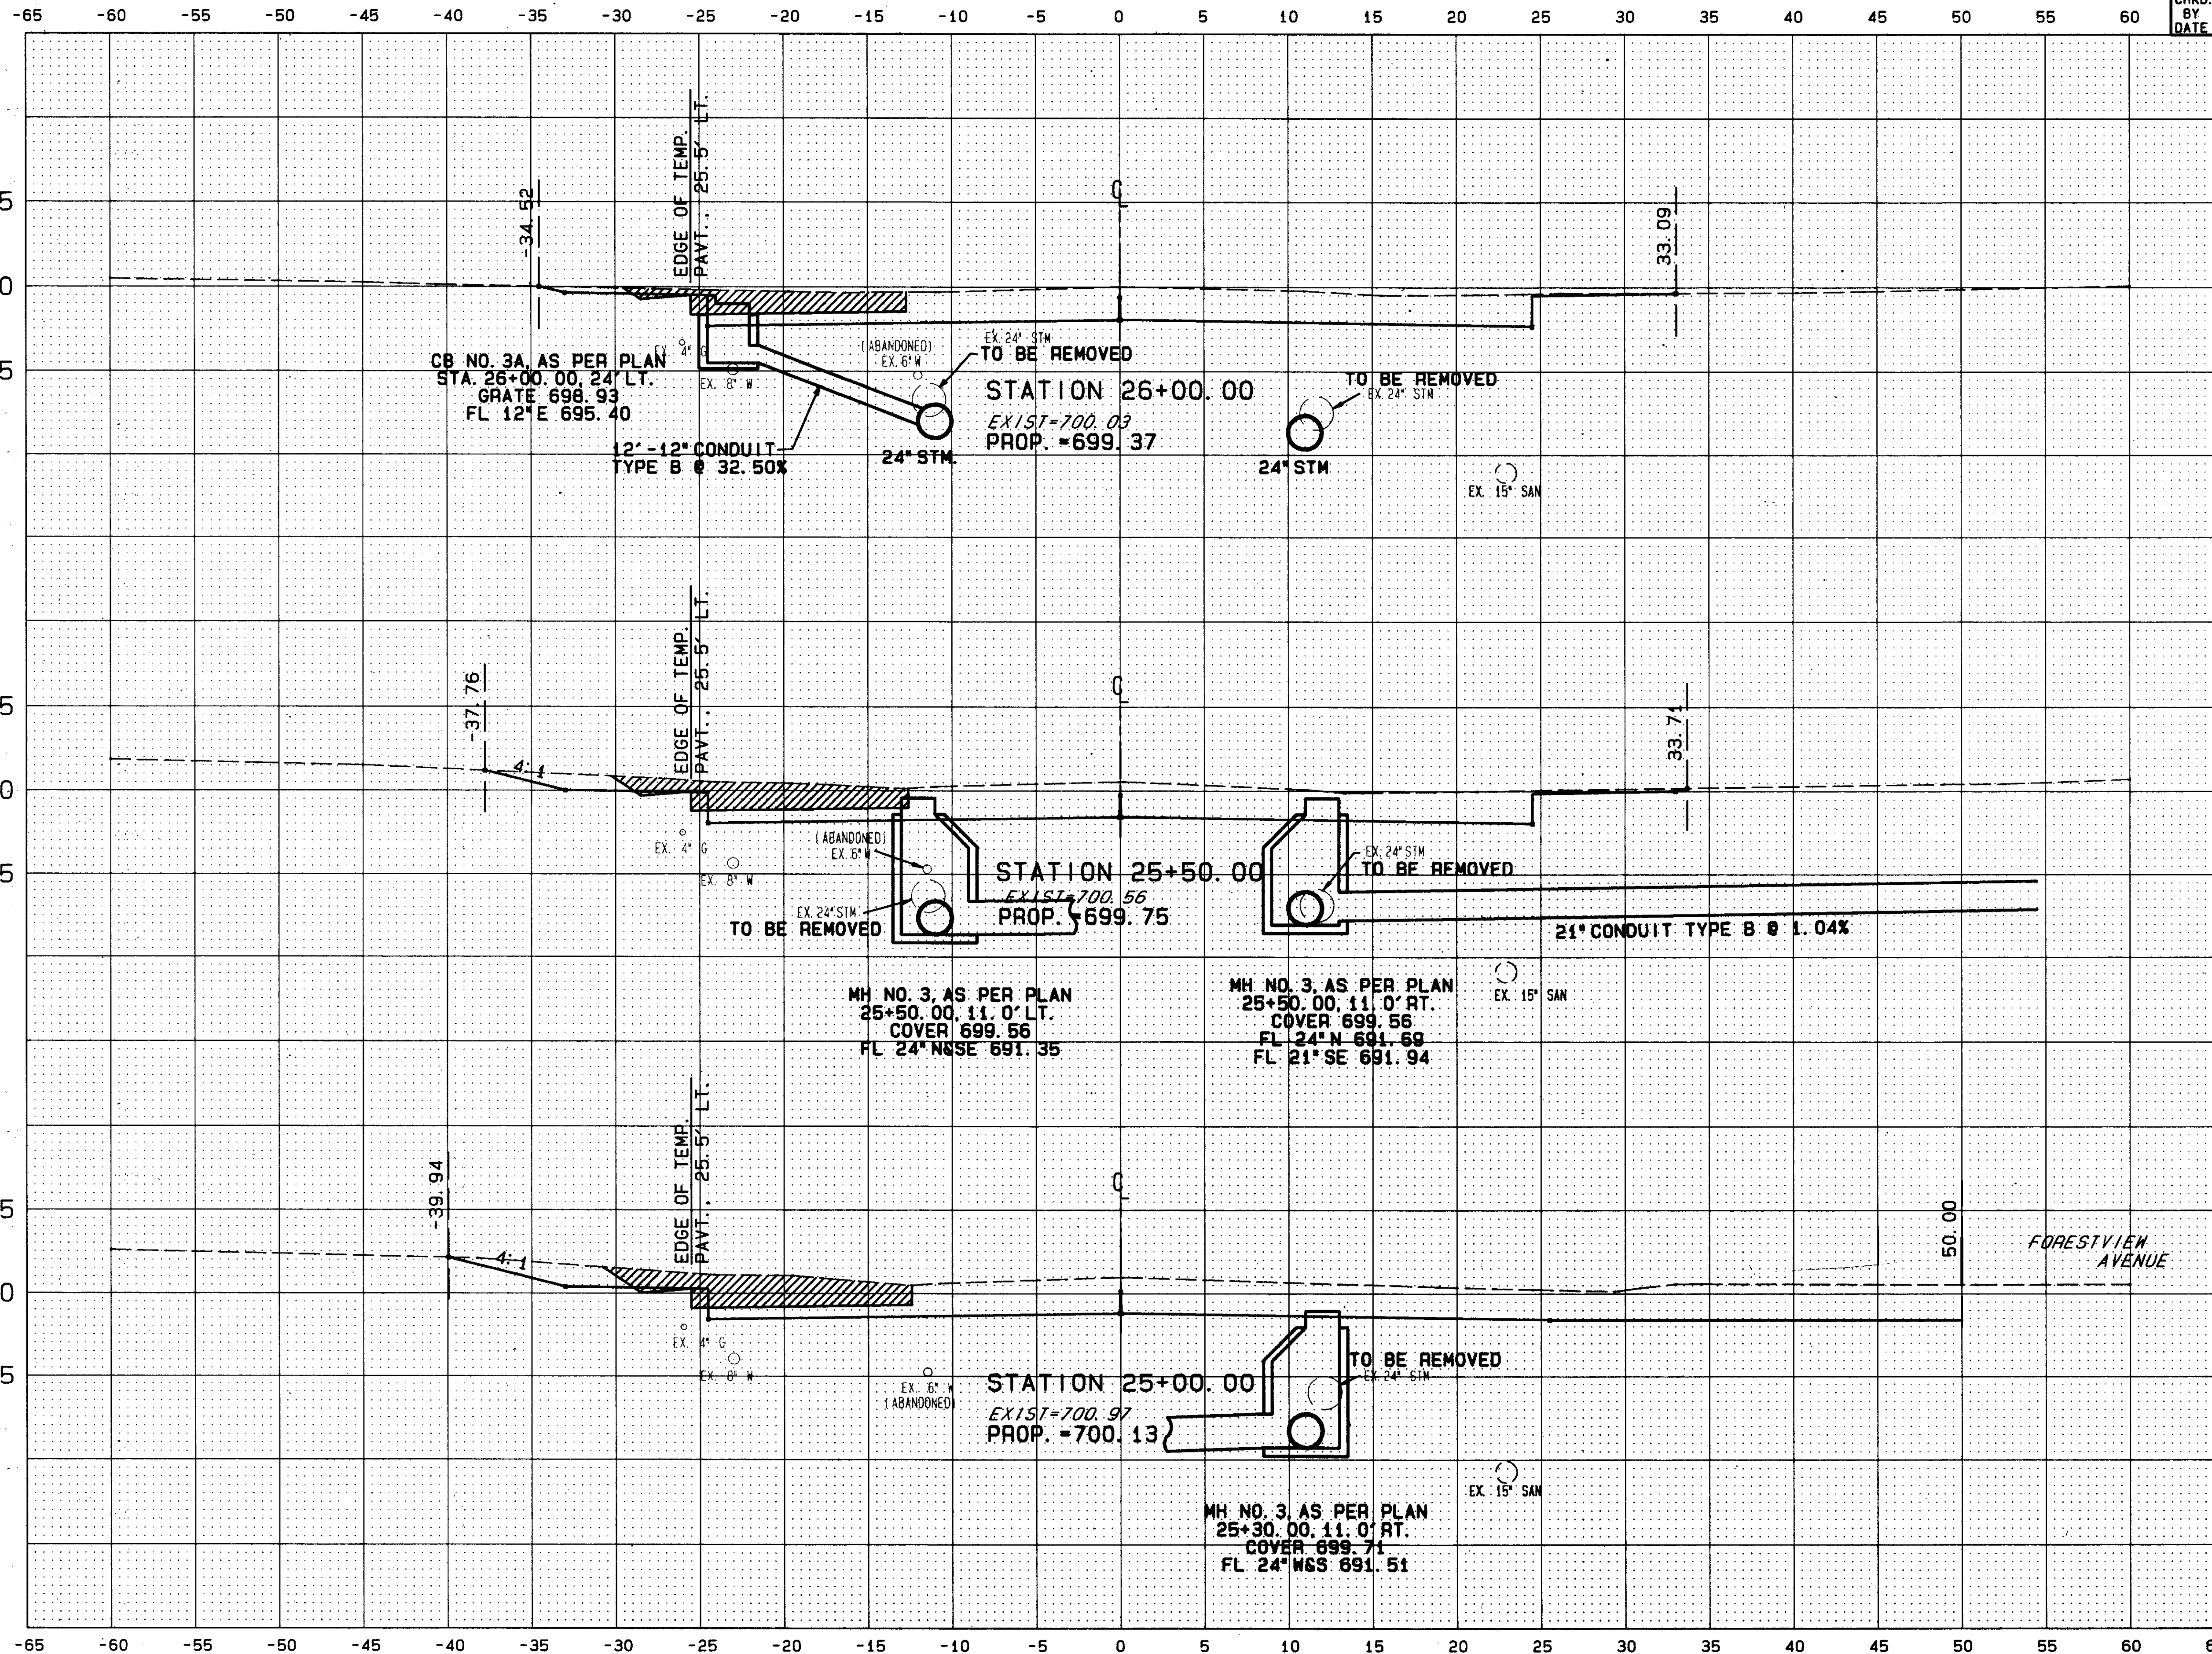 -65 -60 -55 -50 -45 -40 -35 -30 -25 -20 -15 -10 -5 0 5 10 15 20 25 30 35 40 45 50 55 60
BY
DATE
EDGE OF TEMP.
PAVT., 25.5' LT.
-34.52
33.09
5
0
5
CB NO. 3A, AS PER PLAN
STA. 26+00.00, 24' LT.
GRATE 698.93
FL 12" E 695.40
EX. 4" G
EX. 8" W
(ABANDONED)
EX. 6" W
EX. 24" STM
TO BE REMOVED
STATION 26+00.00
EXIST=700.03
PROP.=699.37
12'-12" CONDUIT
TYPE B @ 32.50%
24" STM.
TO BE REMOVED
EX. 24" STM
24" STM
EX. 15" SAN
EDGE OF TEMP.
PAVT., 25.5' LT.
-37.76
33.71
5
0
5
4:1
EX. 4" G
EX. 8" W
(ABANDONED)
EX. 6" W
EX. 24" STM
TO BE REMOVED
STATION 25+50.00
EXIST=700.56
PROP.=699.75
EX. 24" STM
TO BE REMOVED
21" CONDUIT TYPE B @ 1.04%
MH NO. 3, AS PER PLAN
25+50.00, 11.0' LT.
COVER 699.56
FL 24" N&SE 691.35
MH NO. 3, AS PER PLAN
25+50.00, 11.0' RT.
COVER 699.56
FL 24" N 691.69
FL 21" SE 691.94
EX. 15" SAN
EDGE OF TEMP.
PAVT., 25.5' LT.
-39.94
50.00
5
0
5
4:1
FORESTVIEW
AVENUE
EX. 4" G
EX. 8" W
EX. 6" W
(ABANDONED)
STATION 25+00.00
EXIST=700.97
PROP.=700.13
TO BE REMOVED
EX. 24" STM
EX. 15" SAN
MH NO. 3, AS PER PLAN
25+30.00, 11.0' RT.
COVER 699.71
FL 24" W&S 691.51
-65 -60 -55 -50 -45 -40 -35 -30 -25 -20 -15 -10 -5 0 5 10 15 20 25 30 35 40 45 50 55 60